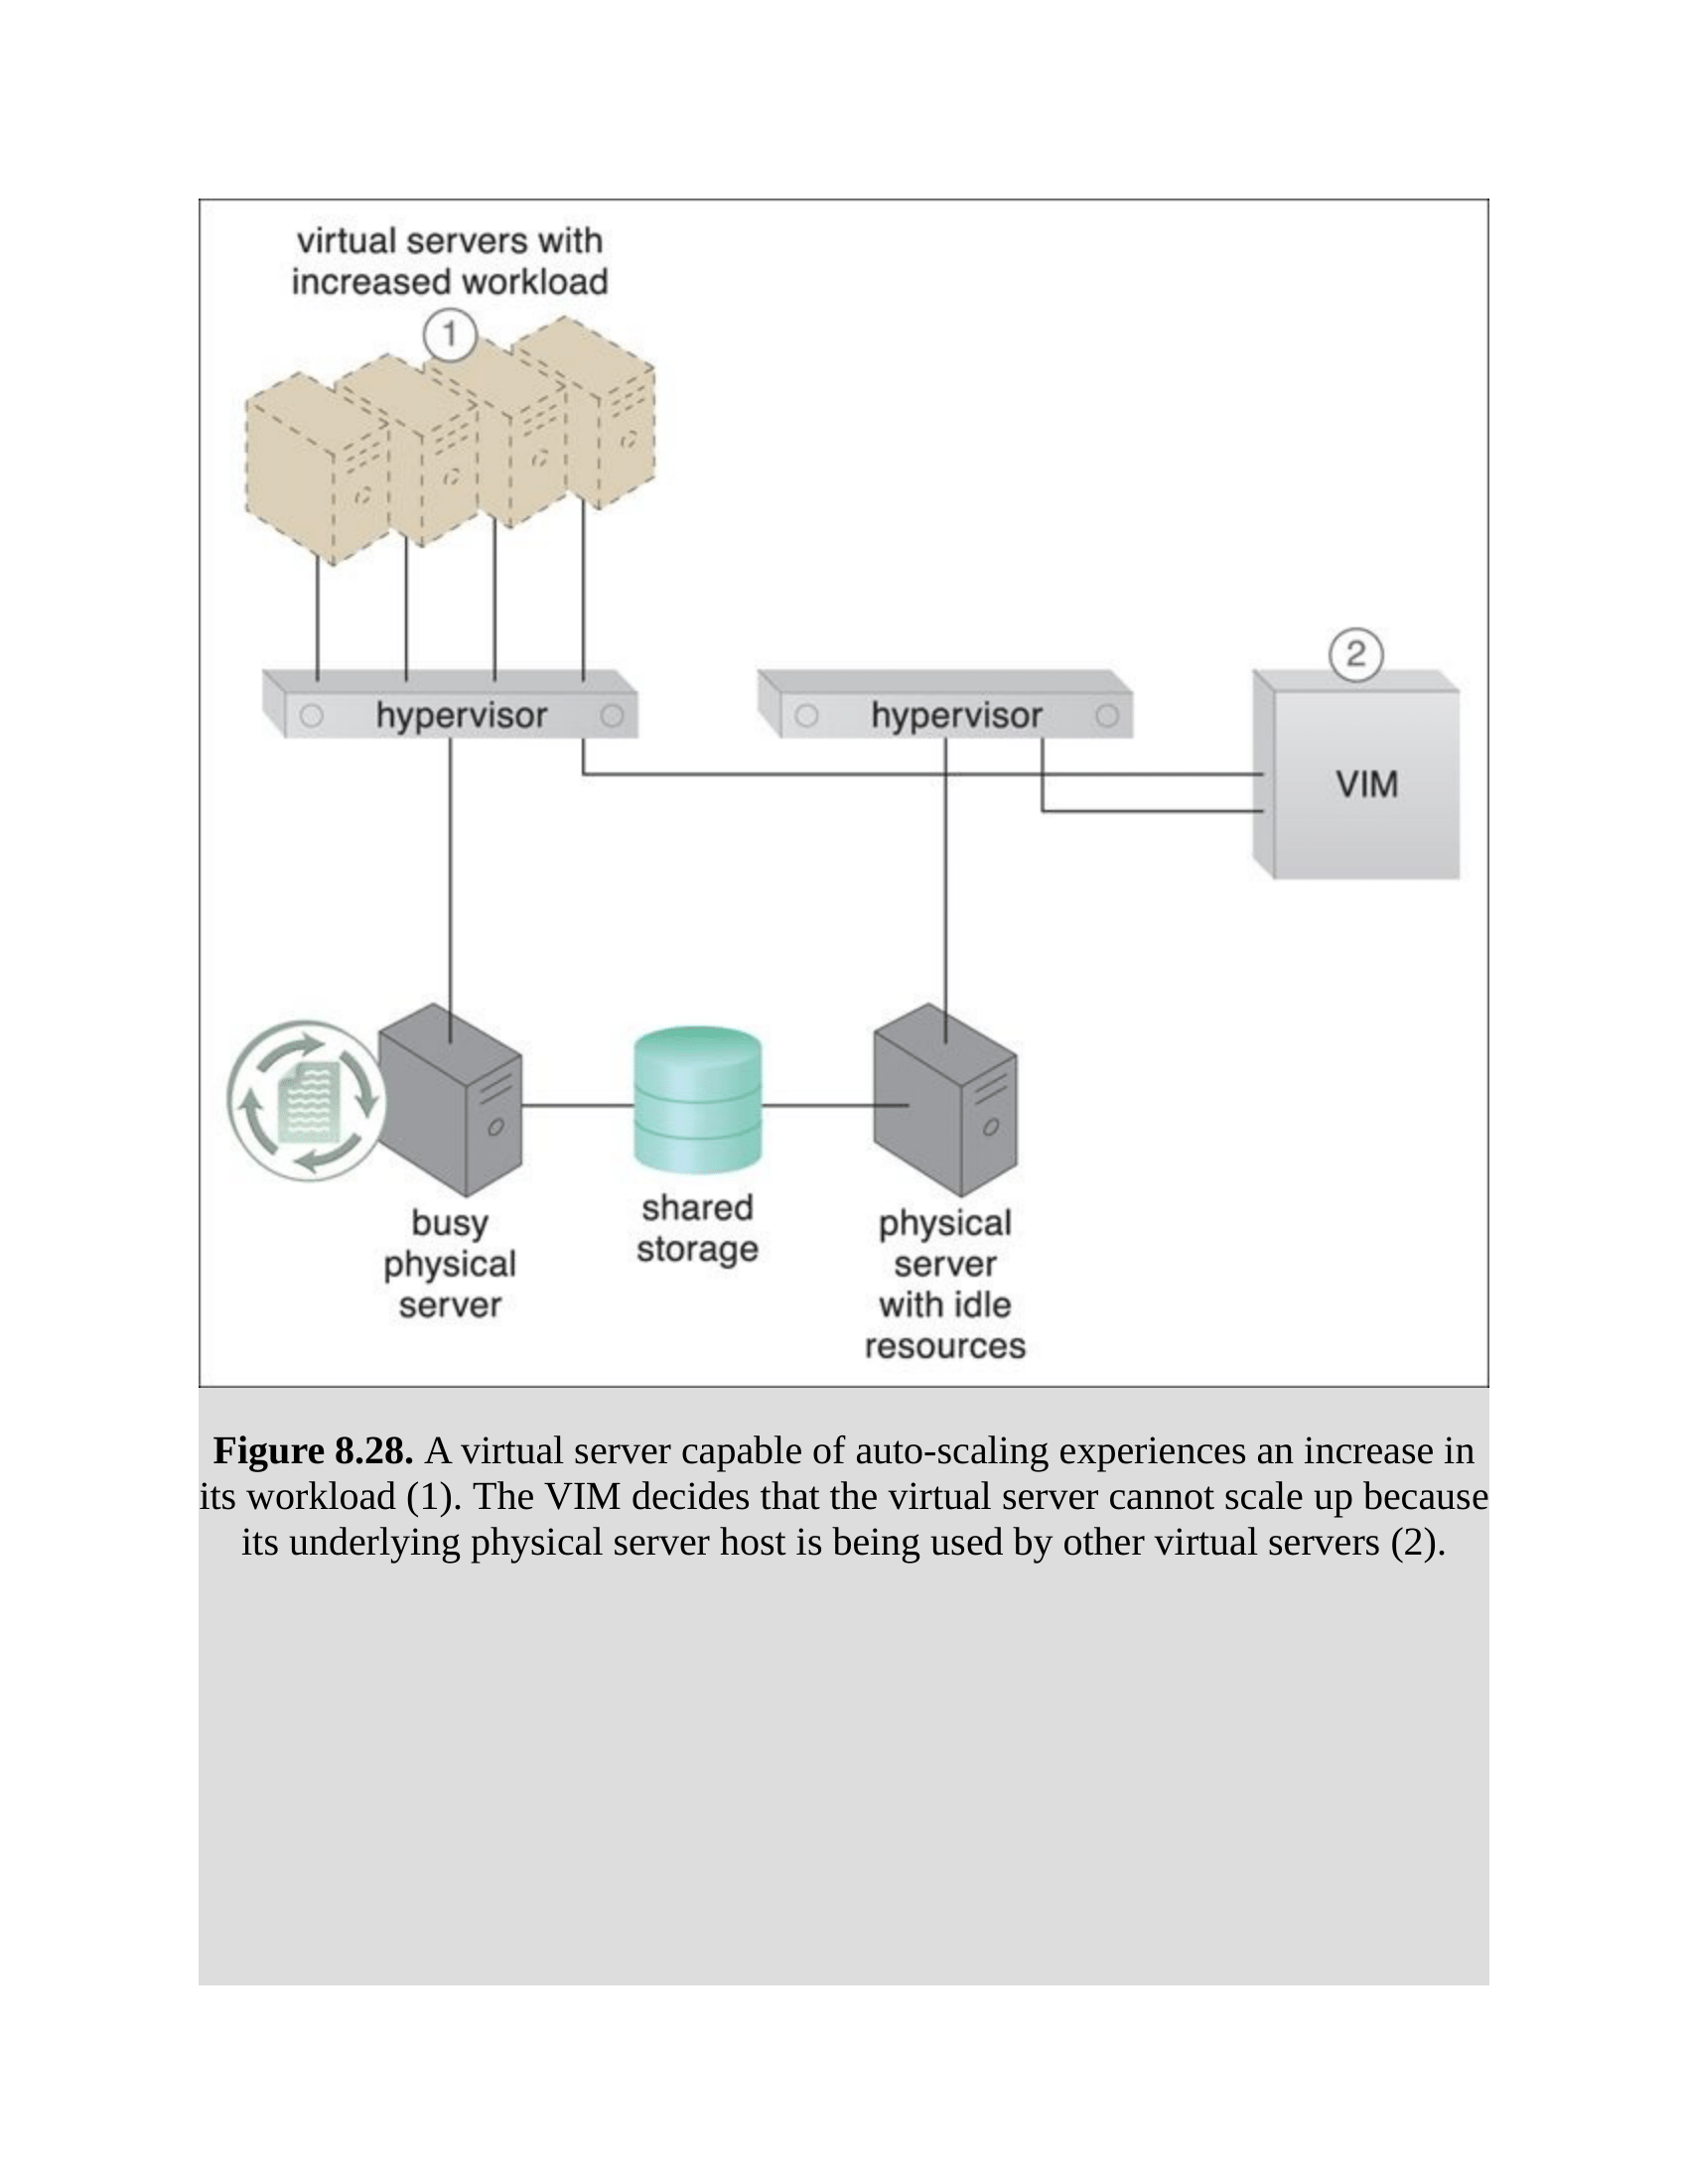 virtual servers with
increased workload
1
2
hypervisor
hypervisor
VIM
busy
physical
server
shared
storage
physical
server
with idle
resources
Figure 8.28. A virtual server capable of auto-scaling experiences an increase in
its workload (1). The VIM decides that the virtual server cannot scale up because
its underlying physical server host is being used by other virtual servers (2).